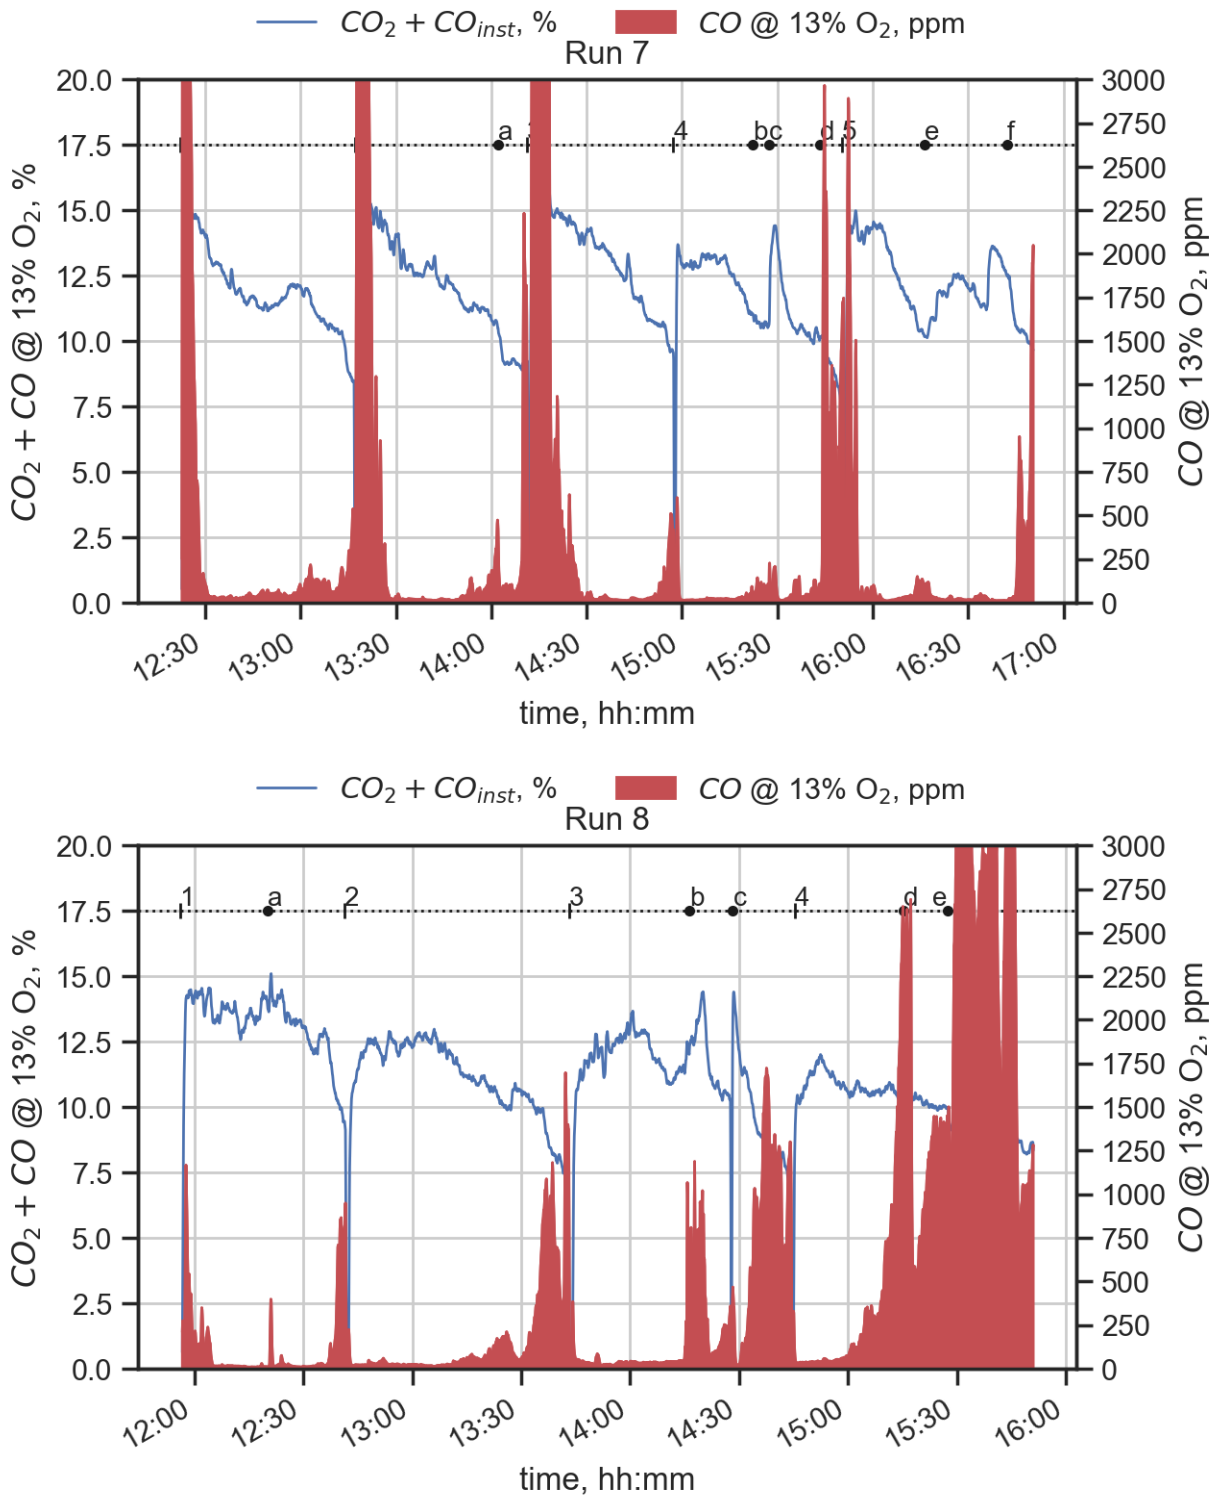 CO₂ + COinst, % CO @ 13% O₂, ppm
Run 7
20.0 3000
17.5 2750
15.0 2500
12.5 2250
10.0 2000
7.5 1750
5.0 1500
2.5 1250
0.0 1000
750
500
250
0
a 4 b c d 5 e f
CO₂ + CO @ 13% O₂, %
CO @ 13% O₂, ppm
12:30 13:00 13:30 14:00 14:30 15:00 15:30 16:00 16:30 17:00
time, hh:mm
CO₂ + COinst, % CO @ 13% O₂, ppm
Run 8
20.0 3000
17.5 2750
15.0 2500
12.5 2250
10.0 2000
7.5 1750
5.0 1500
2.5 1250
0.0 1000
750
500
250
0
1 a 2 3 b c 4 d e
CO₂ + CO @ 13% O₂, %
CO @ 13% O₂, ppm
12:00 12:30 13:00 13:30 14:00 14:30 15:00 15:30 16:00
time, hh:mm